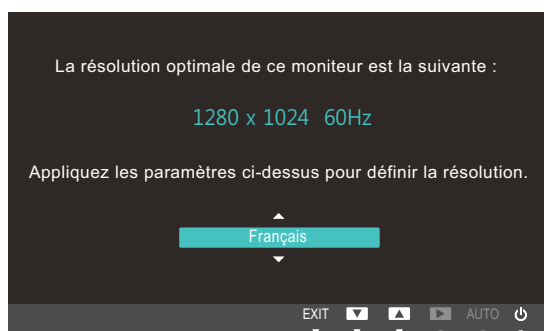 La résolution optimale de ce moniteur est la suivante :
1280 x 1024 60Hz
Appliquez les paramètres ci-dessus pour définir la résolution.
Français
EXIT AUTO